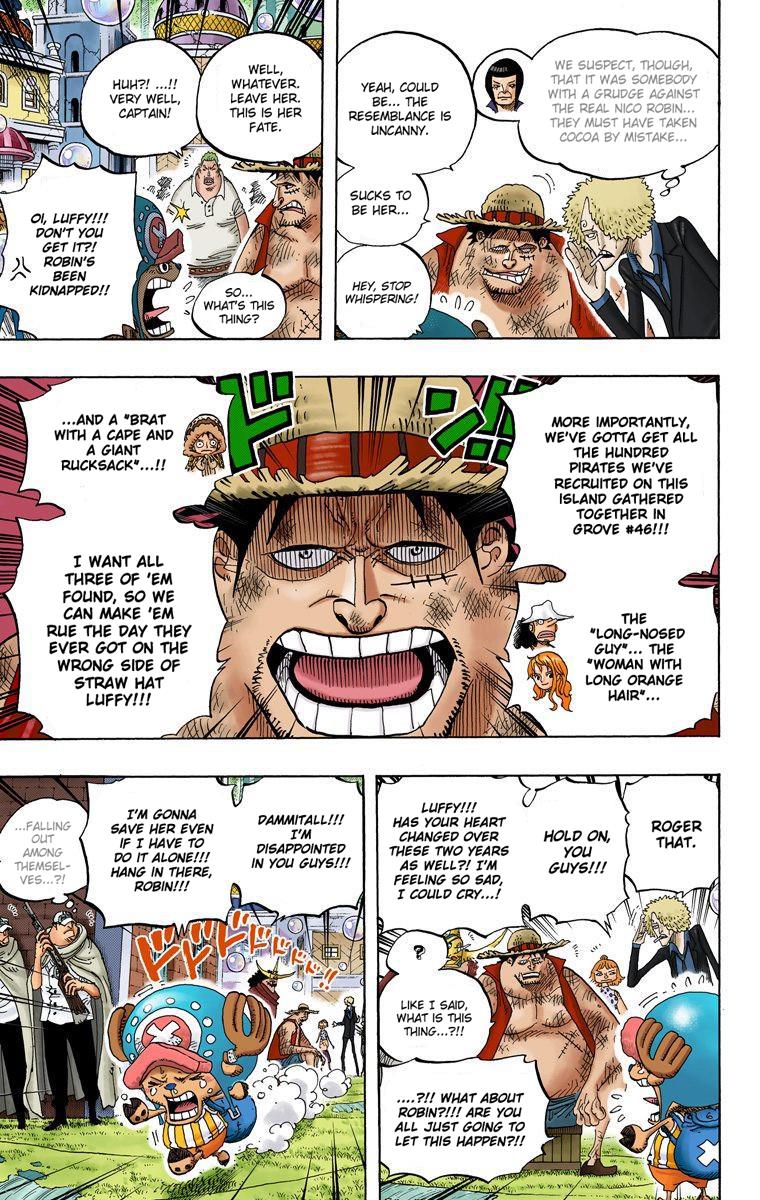 WE SUSPECT, THOUGH,
THAT IT WAS SOMEBODY
WITH A GRUDGE AGAINST
THE REAL NICO ROBIN...
THEY MUST HAVE TAKEN
COCOA BY MISTAKE...
YEAH, COULD
BE... THE
RESEMBLANCE IS
UNCANNY.
SUCKS TO
BE HER...
HEY, STOP
WHISPERING!
WELL,
WHATEVER.
LEAVE HER.
THIS IS HER
FATE.
HUH?! ...!!
VERY WELL,
CAPTAIN!
SO...
WHAT'S THIS
THING?
OI, LUFFY!!!
DON'T YOU
GET IT?!
ROBIN'S
BEEN
KIDNAPPED!!
MORE IMPORTANTLY,
WE'VE GOTTA GET ALL
THE HUNDRED
PIRATES WE'VE
RECRUITED ON THIS
ISLAND GATHERED
TOGETHER IN
GROVE #46!!!
THE
"LONG-NOSED
GUY"... THE
"WOMAN WITH
LONG ORANGE
HAIR"...
ドン!!
...AND A "BRAT
WITH A CAPE AND
A GIANT
RUCKSACK"...!!
I WANT ALL
THREE OF 'EM
FOUND, SO WE
CAN MAKE 'EM
RUE THE DAY THEY
EVER GOT ON THE
WRONG SIDE OF
STRAW HAT
LUFFY!!!
ROGER
THAT.
HOLD ON,
YOU
GUYS!!!
LUFFY!!!
HAS YOUR HEART
CHANGED OVER
THESE TWO YEARS
AS WELL?! I'M
FEELING SO SAD,
I COULD CRY...!
?
LIKE I SAID,
WHAT IS THIS
THING...?!!
....?!! WHAT ABOUT
ROBIN?!!! ARE YOU
ALL JUST GOING TO
LET THIS HAPPEN?!!
DAMMITALL!!!
I'M
DISAPPOINTED
IN YOU GUYS!!!
I'M GONNA
SAVE HER EVEN
IF I HAVE TO
DO IT ALONE!!!
HANG IN THERE,
ROBIN!!!
ドドドドドドド!!
...FALLING
OUT
AMONG
THEMSEL-
VES...?!